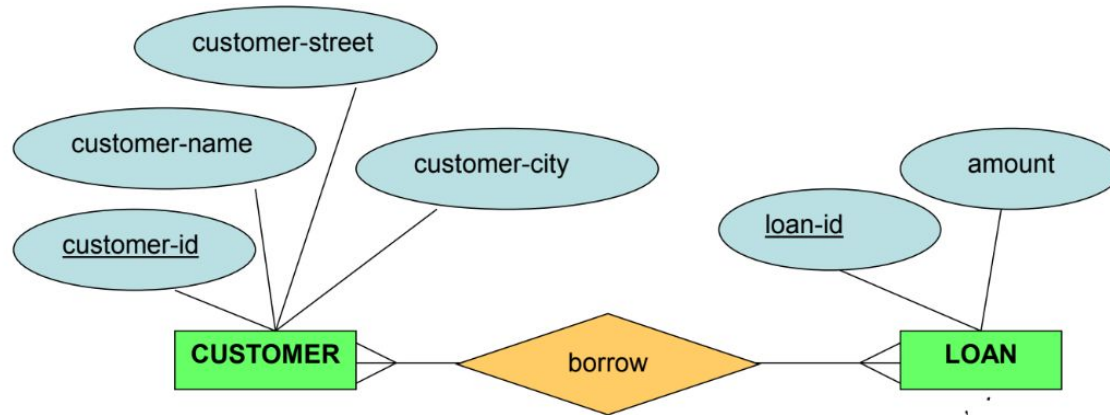 customer-street
customer-name
customer-city
amount
customer-id
loan-id
CUSTOMER
borrow
LOAN